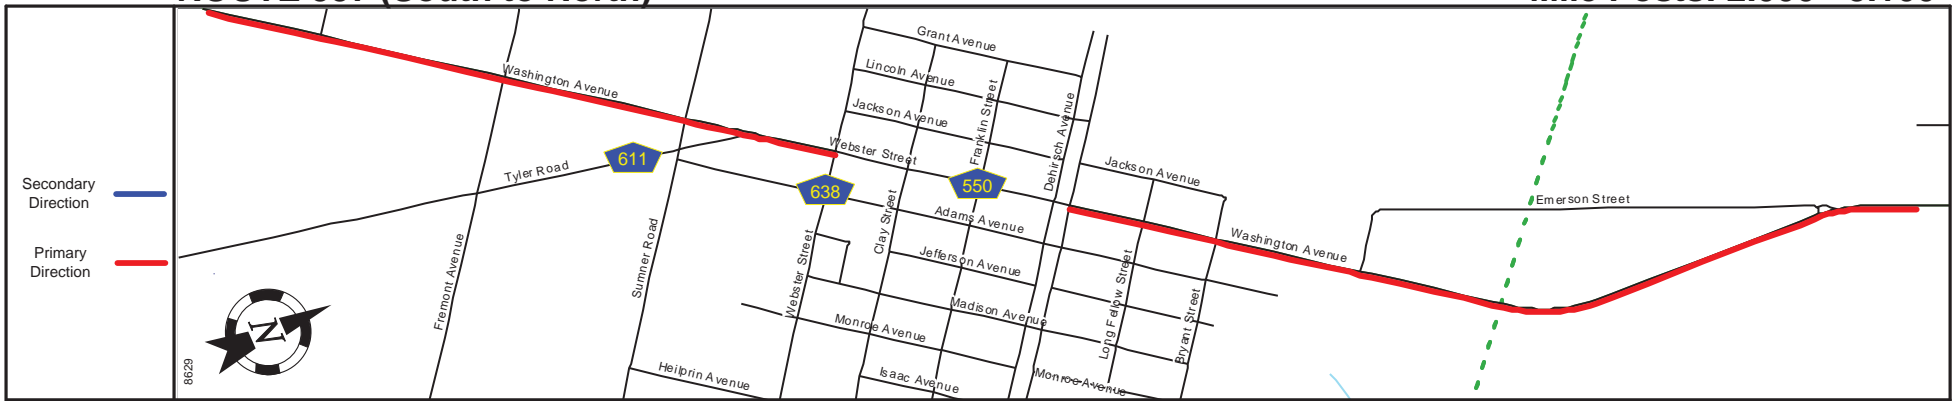 Secondary
Direction
Primary
Direction
8629
Washington Avenue
Tyler Road
611
Fremont Avenue
Sumner Road
Heilprin Avenue
638
Webster Street
Webster Street
Grant Avenue
Lincoln Avenue
Jackson Avenue
Franklin Street
550
Clay Street
Adams Avenue
Jefferson Avenue
Madison Avenue
Monroe Avenue
Isaac Avenue
Dehirsch Avenue
Jackson Avenue
Long Fellow Street
Bryant Street
Monroe Avenue
Washington Avenue
Emerson Street
N